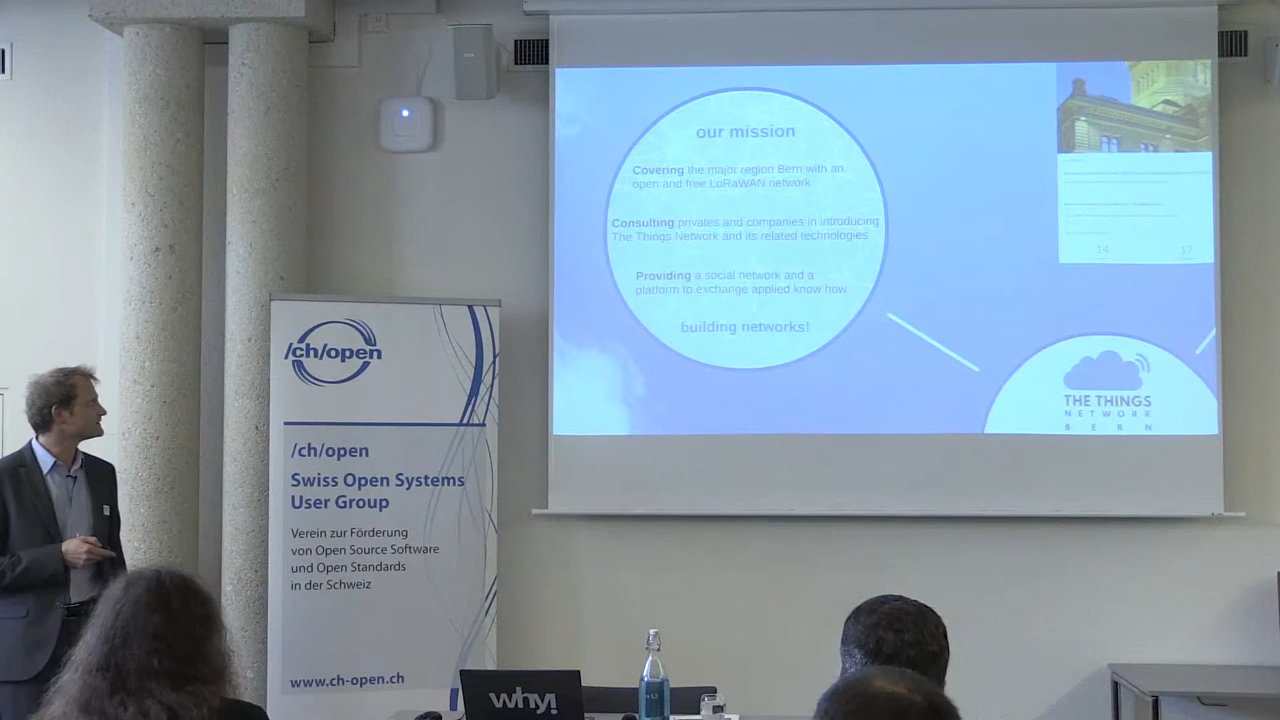 our mission
Covering the major region Bern with an
open and free LoRaWAN network
Consulting privates and companies in introducing
The Things Network and its related technologies
Providing a social network and a
platform to exchange applied know how
building networks!
14 17
THE THINGS
NETWORK
BERN
/ch/open
/ch/open
Swiss Open Systems
User Group
Verein zur Förderung
von Open Source Software
und Open Standards
in der Schweiz
www.ch-open.ch
why!